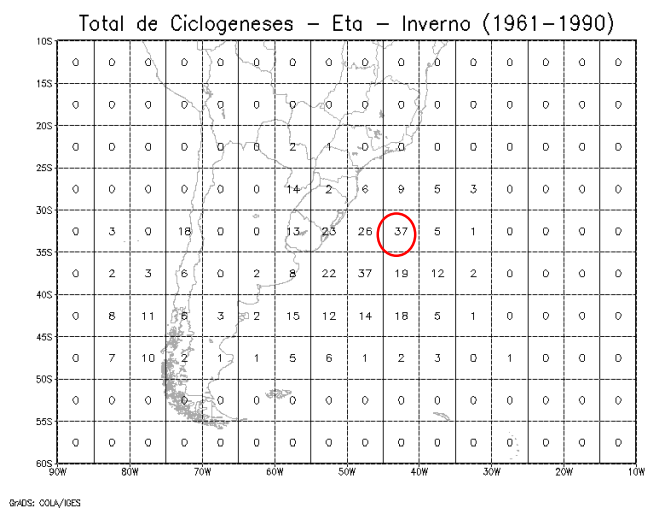 Total de Ciclogeneses – Eta – Inverno (1961–1990)
10S
0 0 0 0 0 0 0 0 0 0 0 0 0 0 0 0
15S
0 0 0 0 0 0 0 0 0 0 0 0 0 0 0 0
20S
0 0 0 0 0 0 2 1 0 0 0 0 0 0 0 0
25S
0 0 0 0 0 0 14 2 6 9 5 3 0 0 0 0
30S
0 3 0 18 0 0 13 23 26 37 5 1 0 0 0 0
35S
0 2 3 6 0 2 8 22 37 19 12 2 0 0 0 0
40S
0 8 11 6 3 2 15 12 14 18 5 1 0 0 0 0
45S
0 7 10 2 1 1 5 6 1 2 3 0 1 0 0 0
50S
0 0 0 0 0 0 0 0 0 0 0 0 0 0 0 0
55S
0 0 0 0 0 0 0 0 0 0 0 0 0 0 0 0
60S
90W 80W 70W 60W 50W 40W 30W 20W 10W
GrADS: COLA/IGES